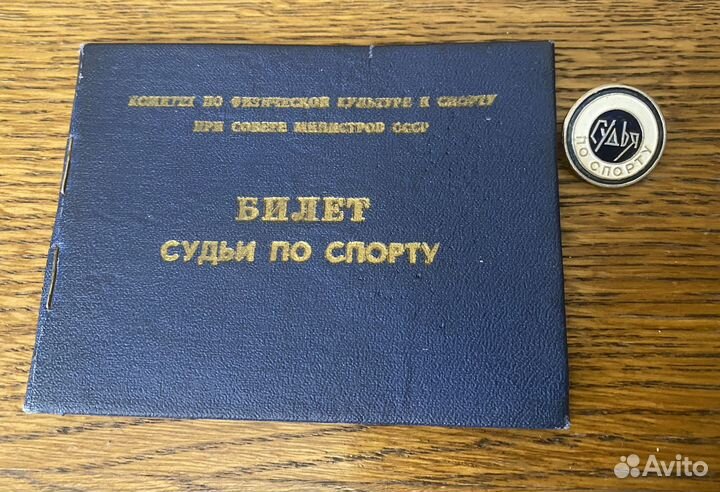 КОМИТЕТ ПО ФИЗИЧЕСКОЙ КУЛЬТУРЕ И СПОРТУ
ПРИ СОВЕТЕ МИНИСТРОВ СССР
БИЛЕТ
СУДЬИ ПО СПОРТУ
Судья
ПО СПОРТУ
Avito